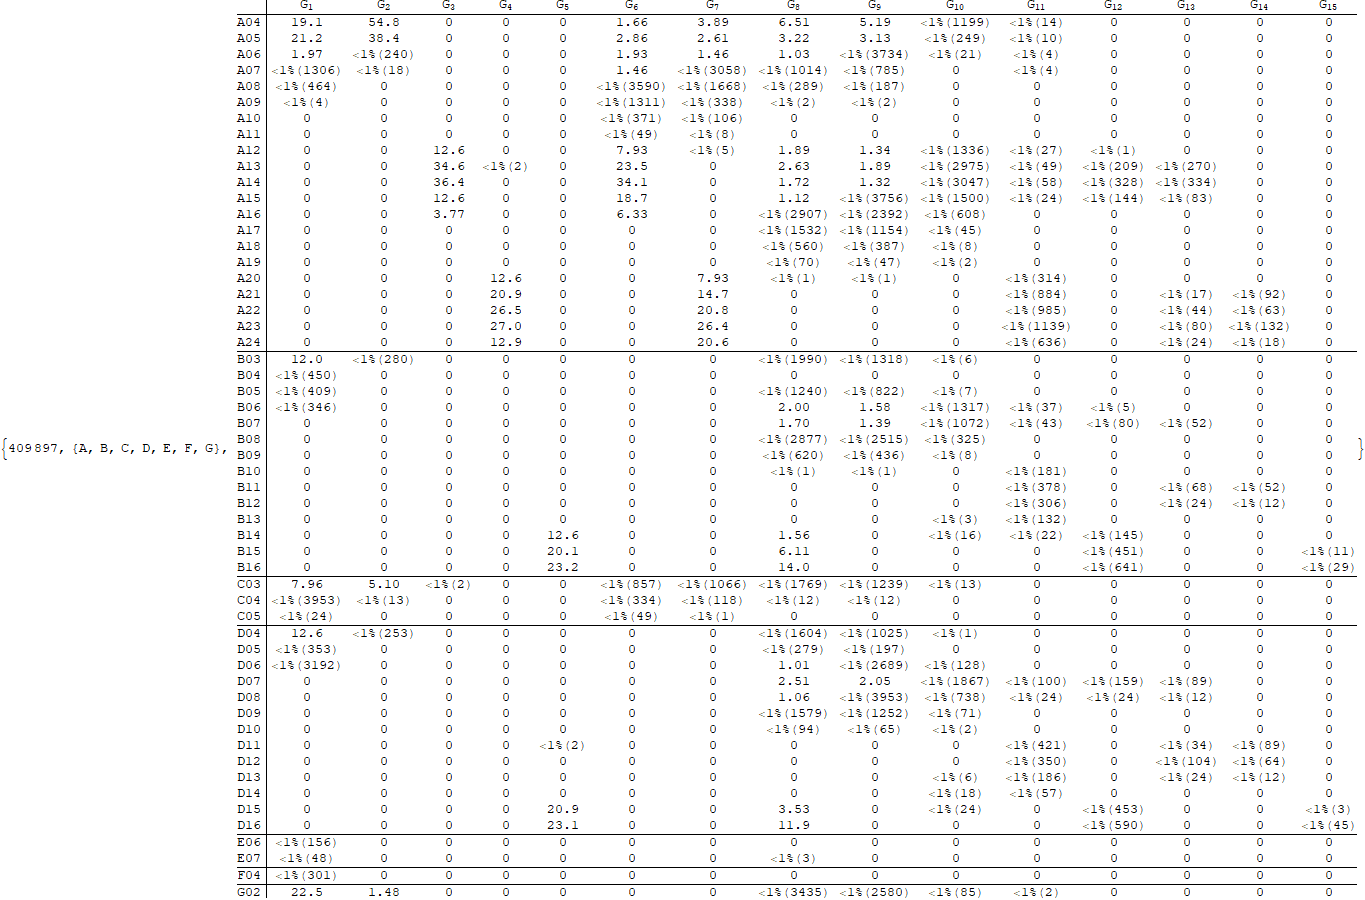 G1 G2 G3 G4 G5 G6 G7 G8 G9 G10 G11 G12 G13 G14 G15
A04 19.1 54.8 0 0 0 1.66 3.89 6.51 5.19 <1%(1199) <1%(14) 0 0 0 0
A05 21.2 38.4 0 0 0 2.86 2.61 3.22 3.13 <1%(249) <1%(10) 0 0 0 0
A06 1.97 <1%(240) 0 0 0 1.93 1.46 1.03 <1%(3734) <1%(21) <1%(4) 0 0 0 0
A07 <1%(1306) <1%(18) 0 0 0 1.46 <1%(3058) <1%(1014) <1%(785) 0 <1%(4) 0 0 0 0
A08 <1%(464) 0 0 0 0 <1%(3590) <1%(1668) <1%(289) <1%(187) 0 0 0 0 0 0
A09 <1%(4) 0 0 0 0 <1%(1311) <1%(338) <1%(2) <1%(2) 0 0 0 0 0 0
A10 0 0 0 0 0 <1%(371) <1%(106) 0 0 0 0 0 0 0 0
A11 0 0 0 0 0 <1%(49) <1%(8) 0 0 0 0 0 0 0 0
A12 0 0 12.6 0 0 7.93 <1%(5) 1.89 1.34 <1%(1336) <1%(27) <1%(1) 0 0 0
A13 0 0 34.6 <1%(2) 0 23.5 0 2.63 1.89 <1%(2975) <1%(49) <1%(209) <1%(270) 0 0
A14 0 0 36.4 0 0 34.1 0 1.72 1.32 <1%(3047) <1%(58) <1%(328) <1%(334) 0 0
A15 0 0 12.6 0 0 18.7 0 1.12 <1%(3756) <1%(1500) <1%(24) <1%(144) <1%(83) 0 0
A16 0 0 3.77 0 0 6.33 0 <1%(2907) <1%(2392) <1%(608) 0 0 0 0 0
A17 0 0 0 0 0 0 0 <1%(1532) <1%(1154) <1%(45) 0 0 0 0 0
A18 0 0 0 0 0 0 0 <1%(560) <1%(387) <1%(8) 0 0 0 0 0
A19 0 0 0 0 0 0 0 <1%(70) <1%(47) <1%(2) 0 0 0 0 0
A20 0 0 0 12.6 0 0 7.93 <1%(1) <1%(1) 0 <1%(314) 0 0 0 0
A21 0 0 0 20.9 0 0 14.7 0 0 0 <1%(884) 0 <1%(17) <1%(92) 0
A22 0 0 0 26.5 0 0 20.8 0 0 0 <1%(985) 0 <1%(44) <1%(63) 0
A23 0 0 0 27.0 0 0 26.4 0 0 0 <1%(1139) 0 <1%(80) <1%(132) 0
A24 0 0 0 12.9 0 0 20.6 0 0 0 <1%(636) 0 <1%(24) <1%(18) 0
B03 12.0 <1%(280) 0 0 0 0 0 <1%(1990) <1%(1318) <1%(6) 0 0 0 0 0
B04 <1%(450) 0 0 0 0 0 0 0 0 0 0 0 0 0 0
B05 <1%(409) 0 0 0 0 0 0 <1%(1240) <1%(822) <1%(7) 0 0 0 0 0
B06 <1%(346) 0 0 0 0 0 0 2.00 1.58 <1%(1317) <1%(37) <1%(5) 0 0 0
B07 0 0 0 0 0 0 0 1.70 1.39 <1%(1072) <1%(43) <1%(80) <1%(52) 0 0
B08 0 0 0 0 0 0 0 <1%(2877) <1%(2515) <1%(325) 0 0 0 0 0
{409897, {A, B, C, D, E, F, G}, B09 0 0 0 0 0 0 0 <1%(620) <1%(436) <1%(8) 0 0 0 0 0 }
B10 0 0 0 0 0 0 0 <1%(1) <1%(1) 0 <1%(181) 0 0 0 0
B11 0 0 0 0 0 0 0 0 0 0 <1%(378) 0 <1%(68) <1%(52) 0
B12 0 0 0 0 0 0 0 0 0 0 <1%(306) 0 <1%(24) <1%(12) 0
B13 0 0 0 0 0 0 0 0 0 <1%(3) <1%(132) 0 0 0 0
B14 0 0 0 0 12.6 0 0 1.56 0 <1%(16) <1%(22) <1%(145) 0 0 0
B15 0 0 0 0 20.1 0 0 6.11 0 0 0 <1%(451) 0 0 <1%(11)
B16 0 0 0 0 23.2 0 0 14.0 0 0 0 <1%(641) 0 0 <1%(29)
C03 7.96 5.10 <1%(2) 0 0 <1%(857) <1%(1066) <1%(1769) <1%(1239) <1%(13) 0 0 0 0 0
C04 <1%(3953) <1%(13) 0 0 0 <1%(334) <1%(118) <1%(12) <1%(12) 0 0 0 0 0 0
C05 <1%(24) 0 0 0 0 <1%(49) <1%(1) 0 0 0 0 0 0 0 0
D04 12.6 <1%(253) 0 0 0 0 0 <1%(1604) <1%(1025) <1%(1) 0 0 0 0 0
D05 <1%(353) 0 0 0 0 0 0 <1%(279) <1%(197) 0 0 0 0 0 0
D06 <1%(3192) 0 0 0 0 0 0 1.01 <1%(2689) <1%(128) 0 0 0 0 0
D07 0 0 0 0 0 0 0 2.51 2.05 <1%(1867) <1%(100) <1%(159) <1%(89) 0 0
D08 0 0 0 0 0 0 0 1.06 <1%(3953) <1%(738) <1%(24) <1%(24) <1%(12) 0 0
D09 0 0 0 0 0 0 0 <1%(1579) <1%(1252) <1%(71) 0 0 0 0 0
D10 0 0 0 0 0 0 0 <1%(94) <1%(65) <1%(2) 0 0 0 0 0
D11 0 0 0 0 <1%(2) 0 0 0 0 0 <1%(421) 0 <1%(34) <1%(89) 0
D12 0 0 0 0 0 0 0 0 0 0 <1%(350) 0 <1%(104) <1%(64) 0
D13 0 0 0 0 0 0 0 0 0 <1%(6) <1%(186) 0 <1%(24) <1%(12) 0
D14 0 0 0 0 0 0 0 0 0 <1%(18) <1%(57) 0 0 0 0
D15 0 0 0 0 20.9 0 0 3.53 0 <1%(24) 0 <1%(453) 0 0 <1%(3)
D16 0 0 0 0 23.1 0 0 11.9 0 0 0 <1%(590) 0 0 <1%(45)
E06 <1%(156) 0 0 0 0 0 0 0 0 0 0 0 0 0 0
E07 <1%(48) 0 0 0 0 0 0 <1%(3) 0 0 0 0 0 0 0
F04 <1%(301) 0 0 0 0 0 0 0 0 0 0 0 0 0 0
G02 22.5 1.48 0 0 0 0 0 <1%(3435) <1%(2580) <1%(85) <1%(2) 0 0 0 0